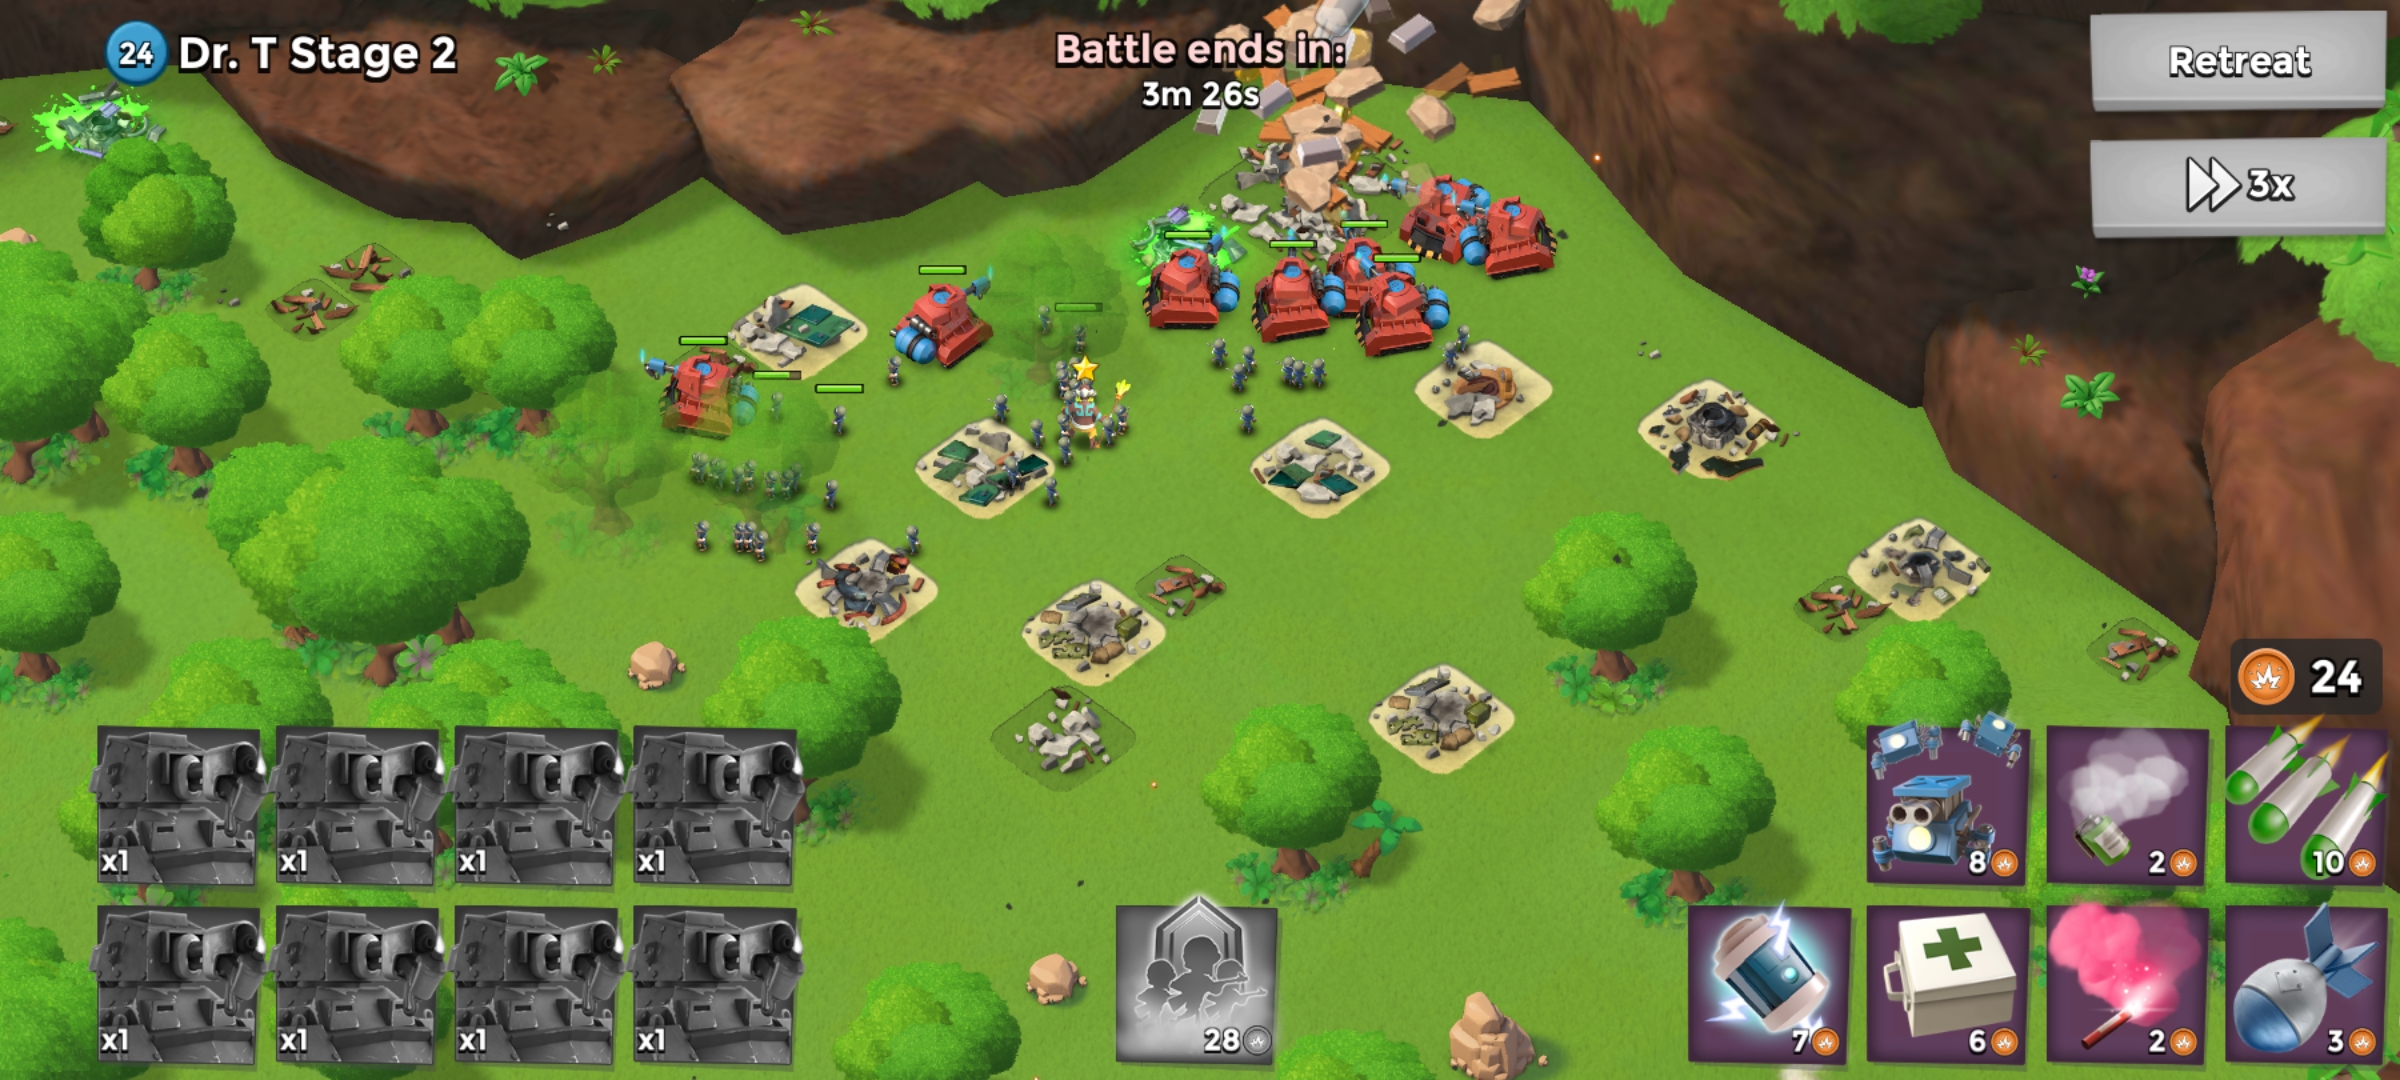 24 Dr. T Stage 2
Battle ends in:
3m 26s
Retreat
3x
24
x1 x1 x1 x1
8 2 10
x1 x1 x1 x1
28
7 6 2 3